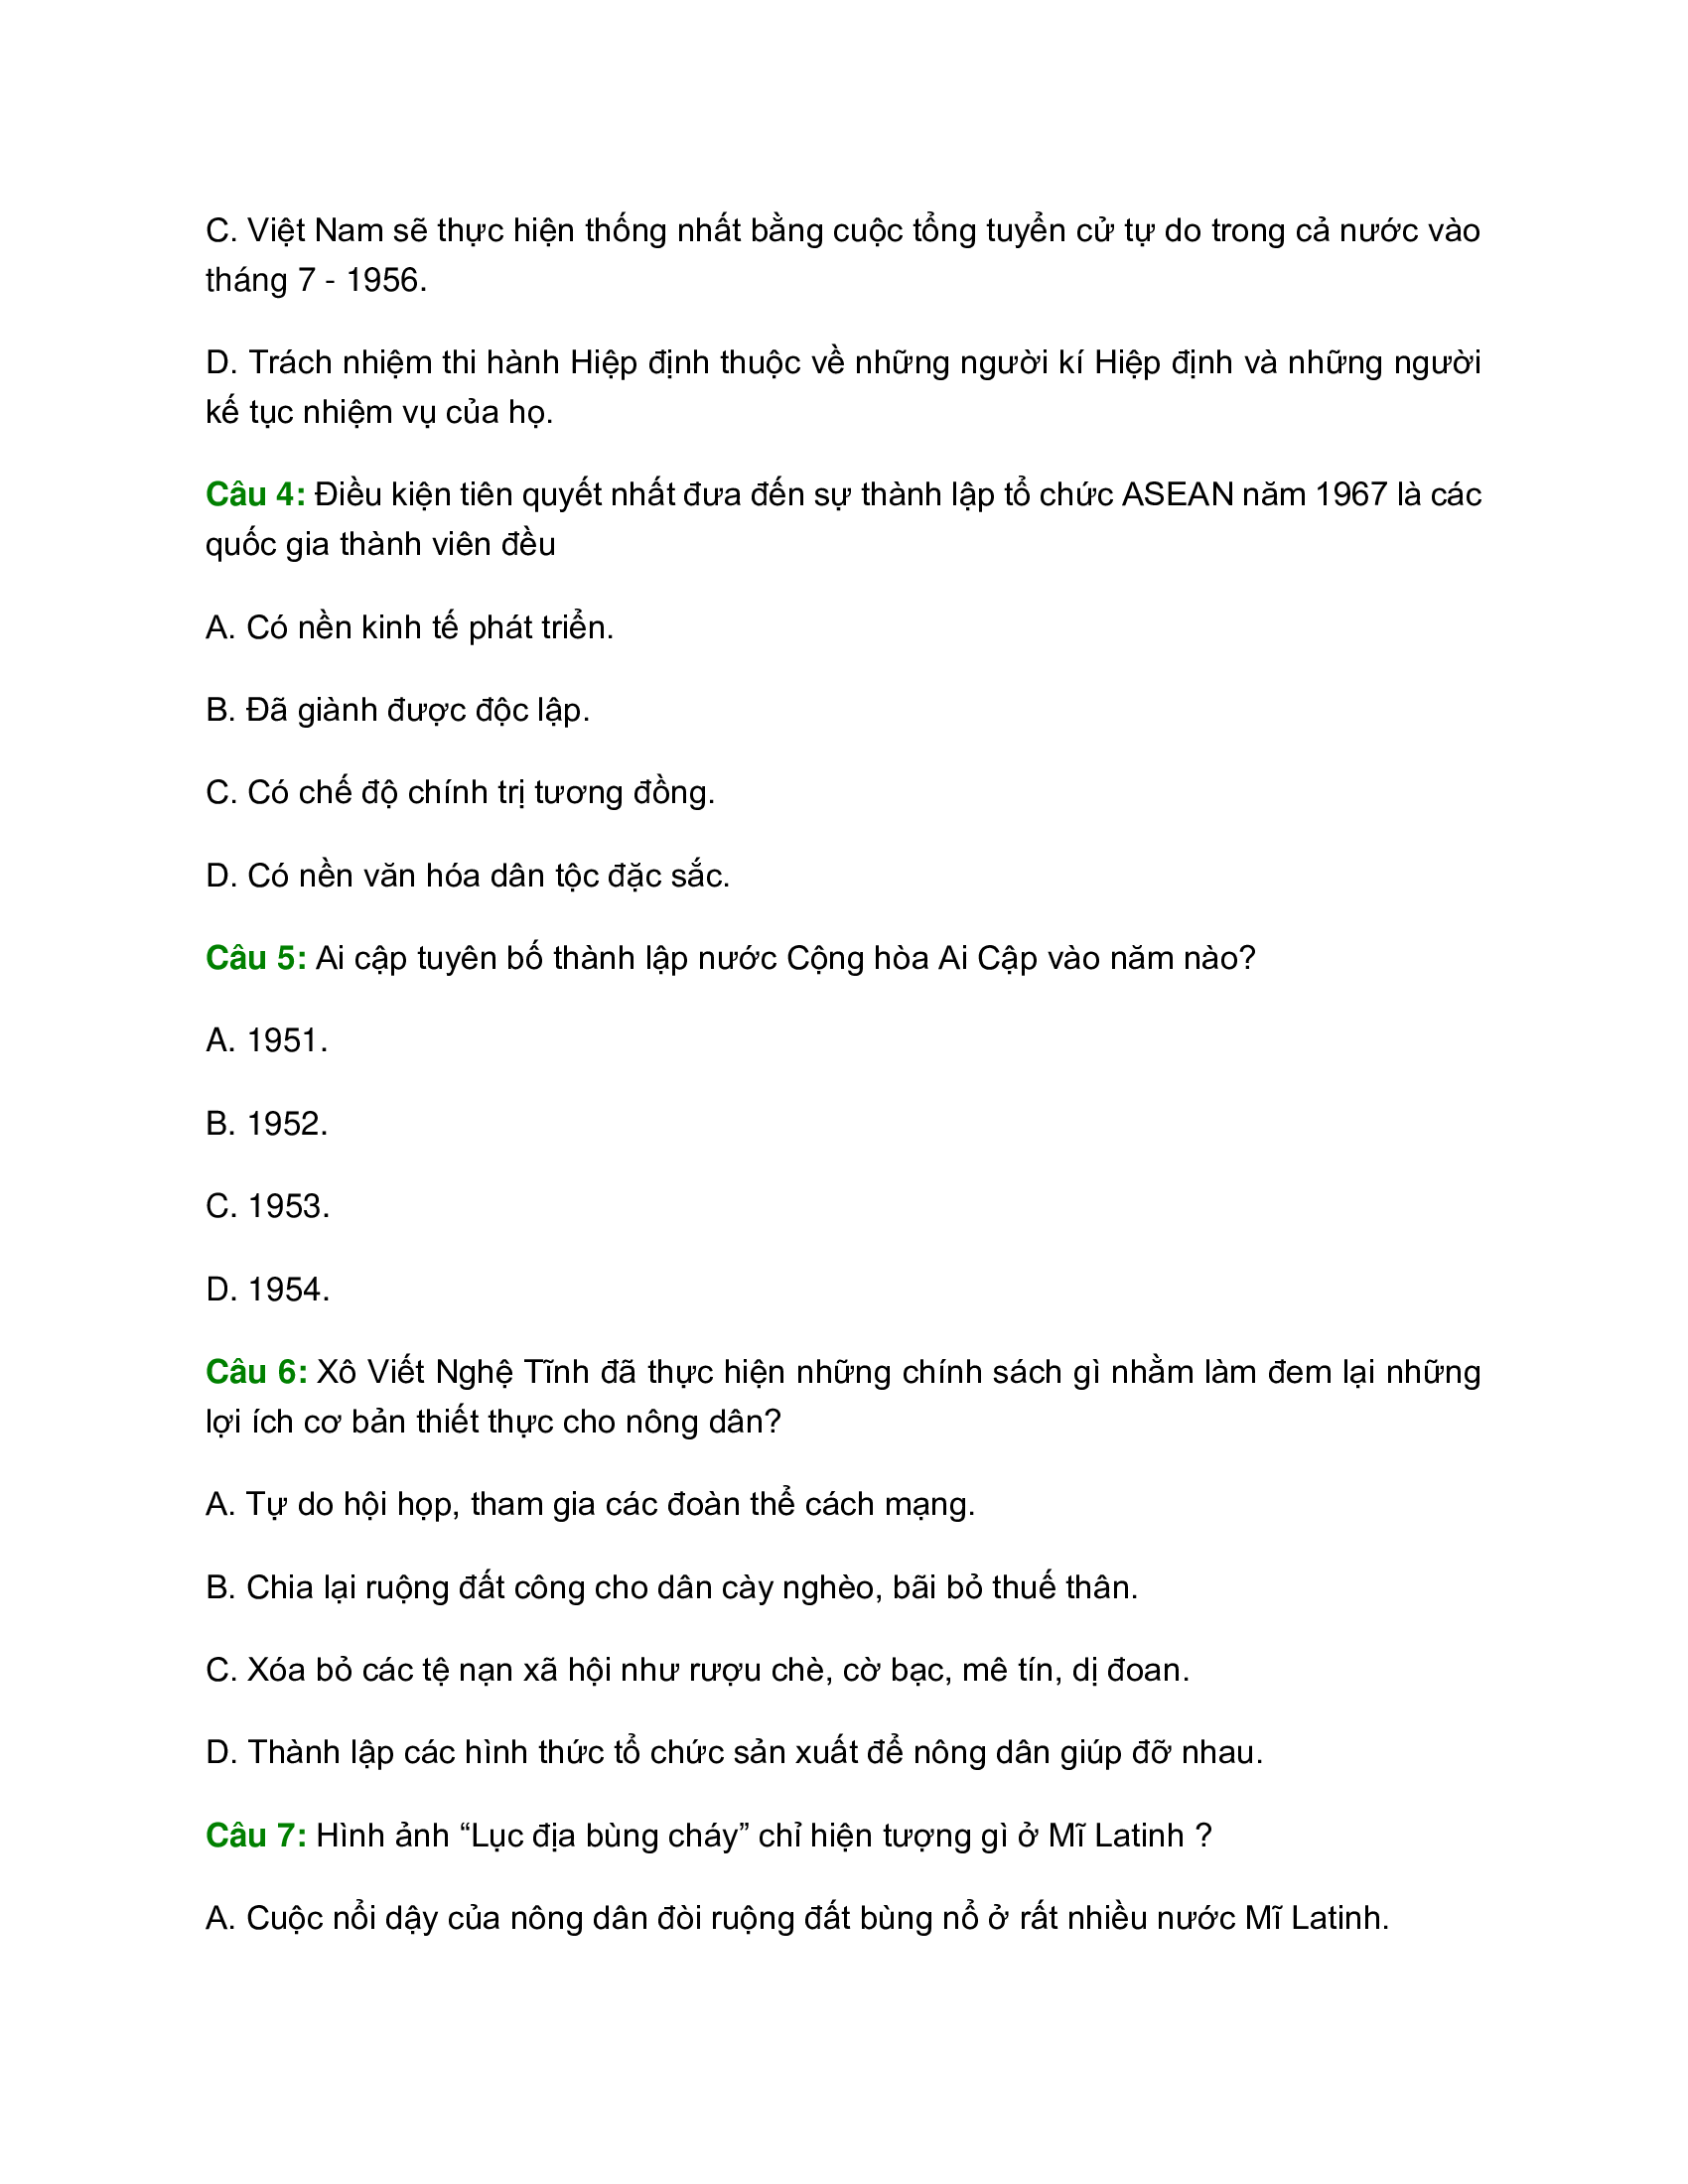 C. Việt Nam sẽ thực hiện thống nhất bằng cuộc tổng tuyển cử tự do trong cả nước vào
tháng 7 - 1956.
D. Trách nhiệm thi hành Hiệp định thuộc về những người kí Hiệp định và những người
kế tục nhiệm vụ của họ.
Câu 4: Điều kiện tiên quyết nhất đưa đến sự thành lập tổ chức ASEAN năm 1967 là các
quốc gia thành viên đều
A. Có nền kinh tế phát triển.
B. Đã giành được độc lập.
C. Có chế độ chính trị tương đồng.
D. Có nền văn hóa dân tộc đặc sắc.
Câu 5: Ai cập tuyên bố thành lập nước Cộng hòa Ai Cập vào năm nào?
A. 1951.
B. 1952.
C. 1953.
D. 1954.
Câu 6: Xô Viết Nghệ Tĩnh đã thực hiện những chính sách gì nhằm làm đem lại những
lợi ích cơ bản thiết thực cho nông dân?
A. Tự do hội họp, tham gia các đoàn thể cách mạng.
B. Chia lại ruộng đất công cho dân cày nghèo, bãi bỏ thuế thân.
C. Xóa bỏ các tệ nạn xã hội như rượu chè, cờ bạc, mê tín, dị đoan.
D. Thành lập các hình thức tổ chức sản xuất để nông dân giúp đỡ nhau.
Câu 7: Hình ảnh “Lục địa bùng cháy” chỉ hiện tượng gì ở Mĩ Latinh ?
A. Cuộc nổi dậy của nông dân đòi ruộng đất bùng nổ ở rất nhiều nước Mĩ Latinh.